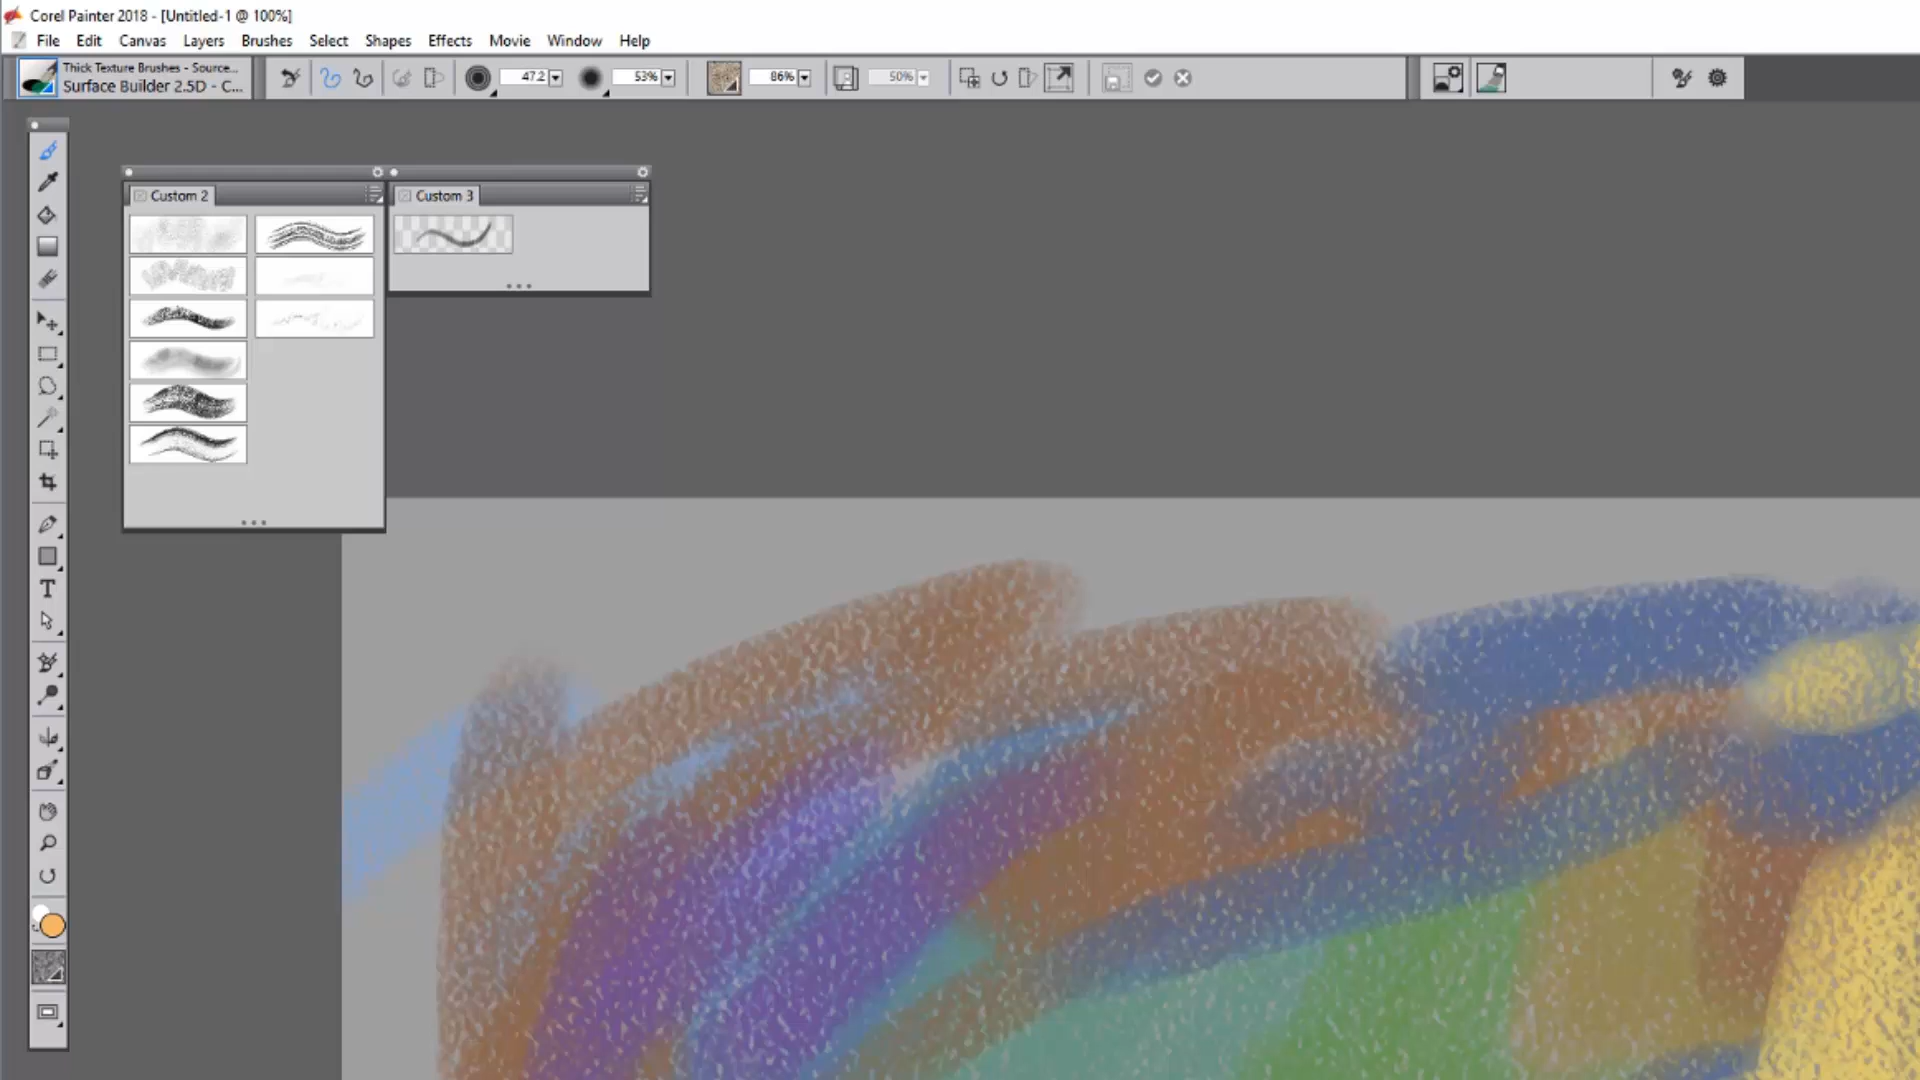 Corel Painter 2018 - [Untitled-1 @ 100%]
File Edit Canvas Layers Brushes Select Shapes Effects Movie Window Help
Thick Texture Brushes - Source...
Surface Builder 2.5D - C...
47.2 53% 86% 50%
Custom 2 Custom 3
T